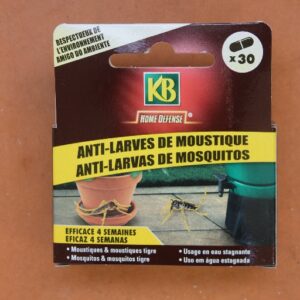 RESPECTUEUX DE
L'ENVIRONNEMENT
AMIGO DO AMBIENTE
x 30
KB
HOME DEFENSE®
ANTI-LARVES DE MOUSTIQUE
ANTI-LARVAS DE MOSQUITOS
EFFICACE 4 SEMAINES
EFICAZ 4 SEMANAS
• Moustiques & moustiques tigre
• Mosquitos & mosquitos tigre
• Usage en eau stagnante
• Uso em água estagnada